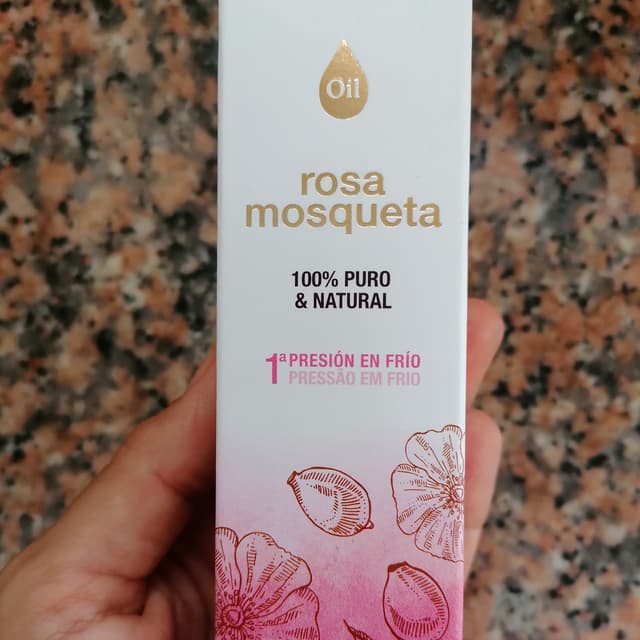 Oil
rosa
mosqueta
100% PURO
& NATURAL
1ª PRESIÓN EN FRÍO
PRESSÃO EM FRIO